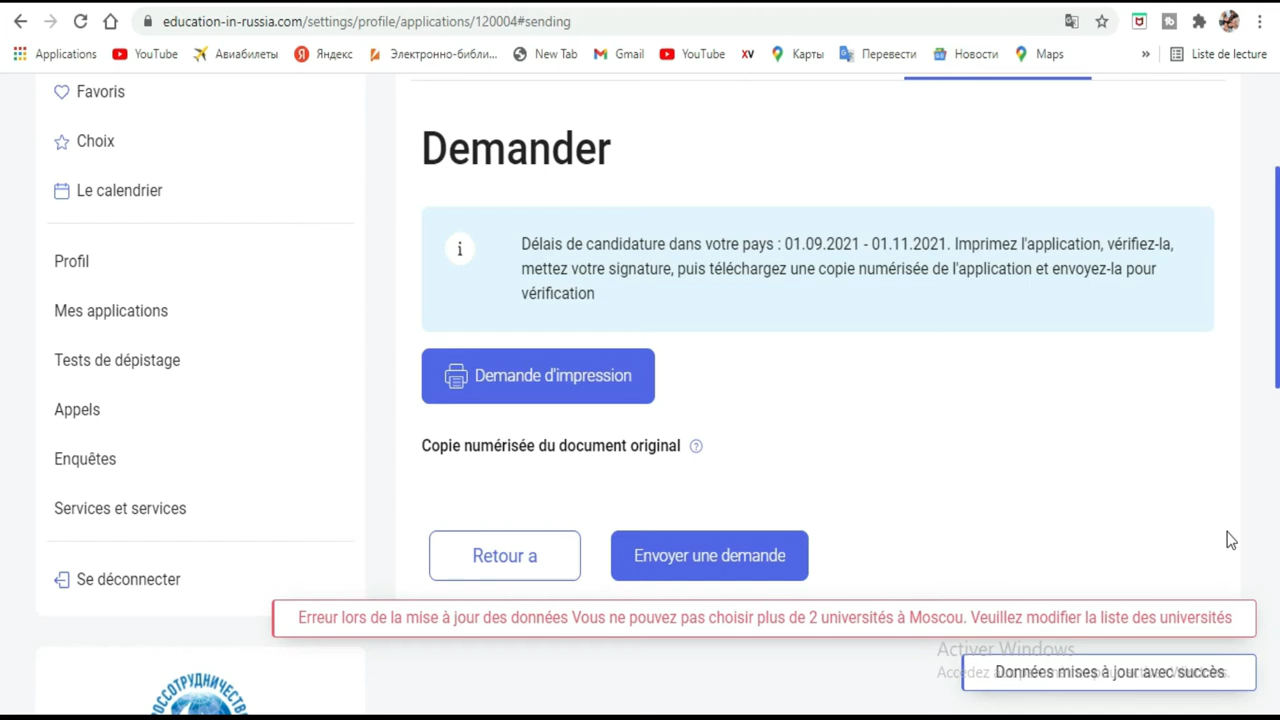 education-in-russia.com/settings/profile/applications/120004#sending
Applications YouTube Авиабилеты Яндекс Электронно-библи... New Tab Gmail YouTube XV Карты Перевести Новости Maps » Liste de lecture
Favoris
Choix
Le calendrier
Profil
Mes applications
Tests de dépistage
Appels
Enquêtes
Services et services
Se déconnecter
Demander
Délais de candidature dans votre pays : 01.09.2021 - 01.11.2021. Imprimez l'application, vérifiez-la,
mettez votre signature, puis téléchargez une copie numérisée de l'application et envoyez-la pour
vérification
Demande d'impression
Copie numérisée du document original
Retour a
Envoyer une demande
Erreur lors de la mise à jour des données Vous ne pouvez pas choisir plus de 2 universités à Moscou. Veuillez modifier la liste des universités
Activer Windows
Données mises à jour avec succès